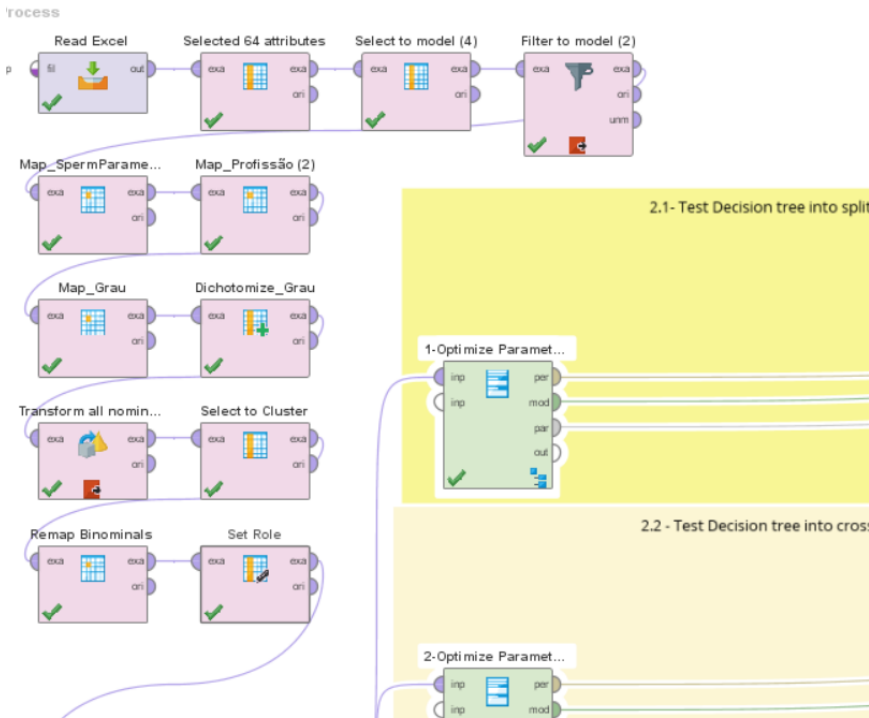 rocess
Read Excel
Selected 64 attributes
Select to model (4)
Filter to model (2)
p
fil
out
exa
exa
ori
exa
exa
ori
exa
exa
ori
unm
Map_SpermParame...
Map_Profissão (2)
exa
exa
ori
exa
exa
ori
Map_Grau
Dichotomize_Grau
exa
exa
ori
exa
exa
ori
Transform all nomin...
Select to Cluster
exa
exa
ori
exa
exa
ori
Remap Binominals
Set Role
exa
exa
ori
exa
exa
ori
2.1- Test Decision tree into split
1-Optimize Paramet...
inp
per
inp
mod
par
out
2.2 - Test Decision tree into cross
2-Optimize Paramet...
inp
per
inp
mod